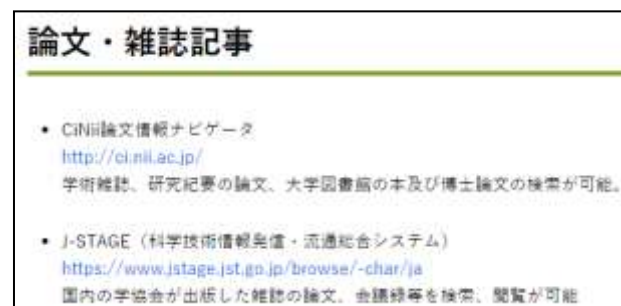 論文・雑誌記事
• CiNii論文情報ナビゲータ
http://ci.nii.ac.jp/
学術雑誌、研究紀要の論文、大学図書館の本及び博士論文の検索が可能。
• J-STAGE（科学技術情報発信・流通総合システム）
https://www.jstage.jst.go.jp/browse/-char/ja
国内の学協会が出版した雑誌の論文、会議録等を検索、閲覧が可能